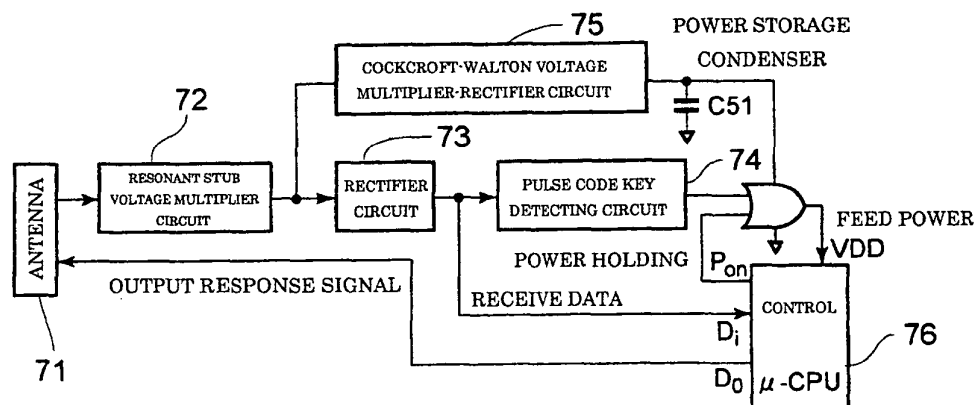 75
COCKCROFT-WALTON VOLTAGE
MULTIPLIER-RECTIFIER CIRCUIT
POWER STORAGE
CONDENSER
C51
72
RESONANT STUB
VOLTAGE MULTIPLIER
CIRCUIT
73
RECTIFIER
CIRCUIT
74
PULSE CODE KEY
DETECTING CIRCUIT
ANTENNA
71
FEED POWER
VDD
POWER HOLDING
Pon
OUTPUT RESPONSE SIGNAL
RECEIVE DATA
Di
D0
CONTROL
μ-CPU
76